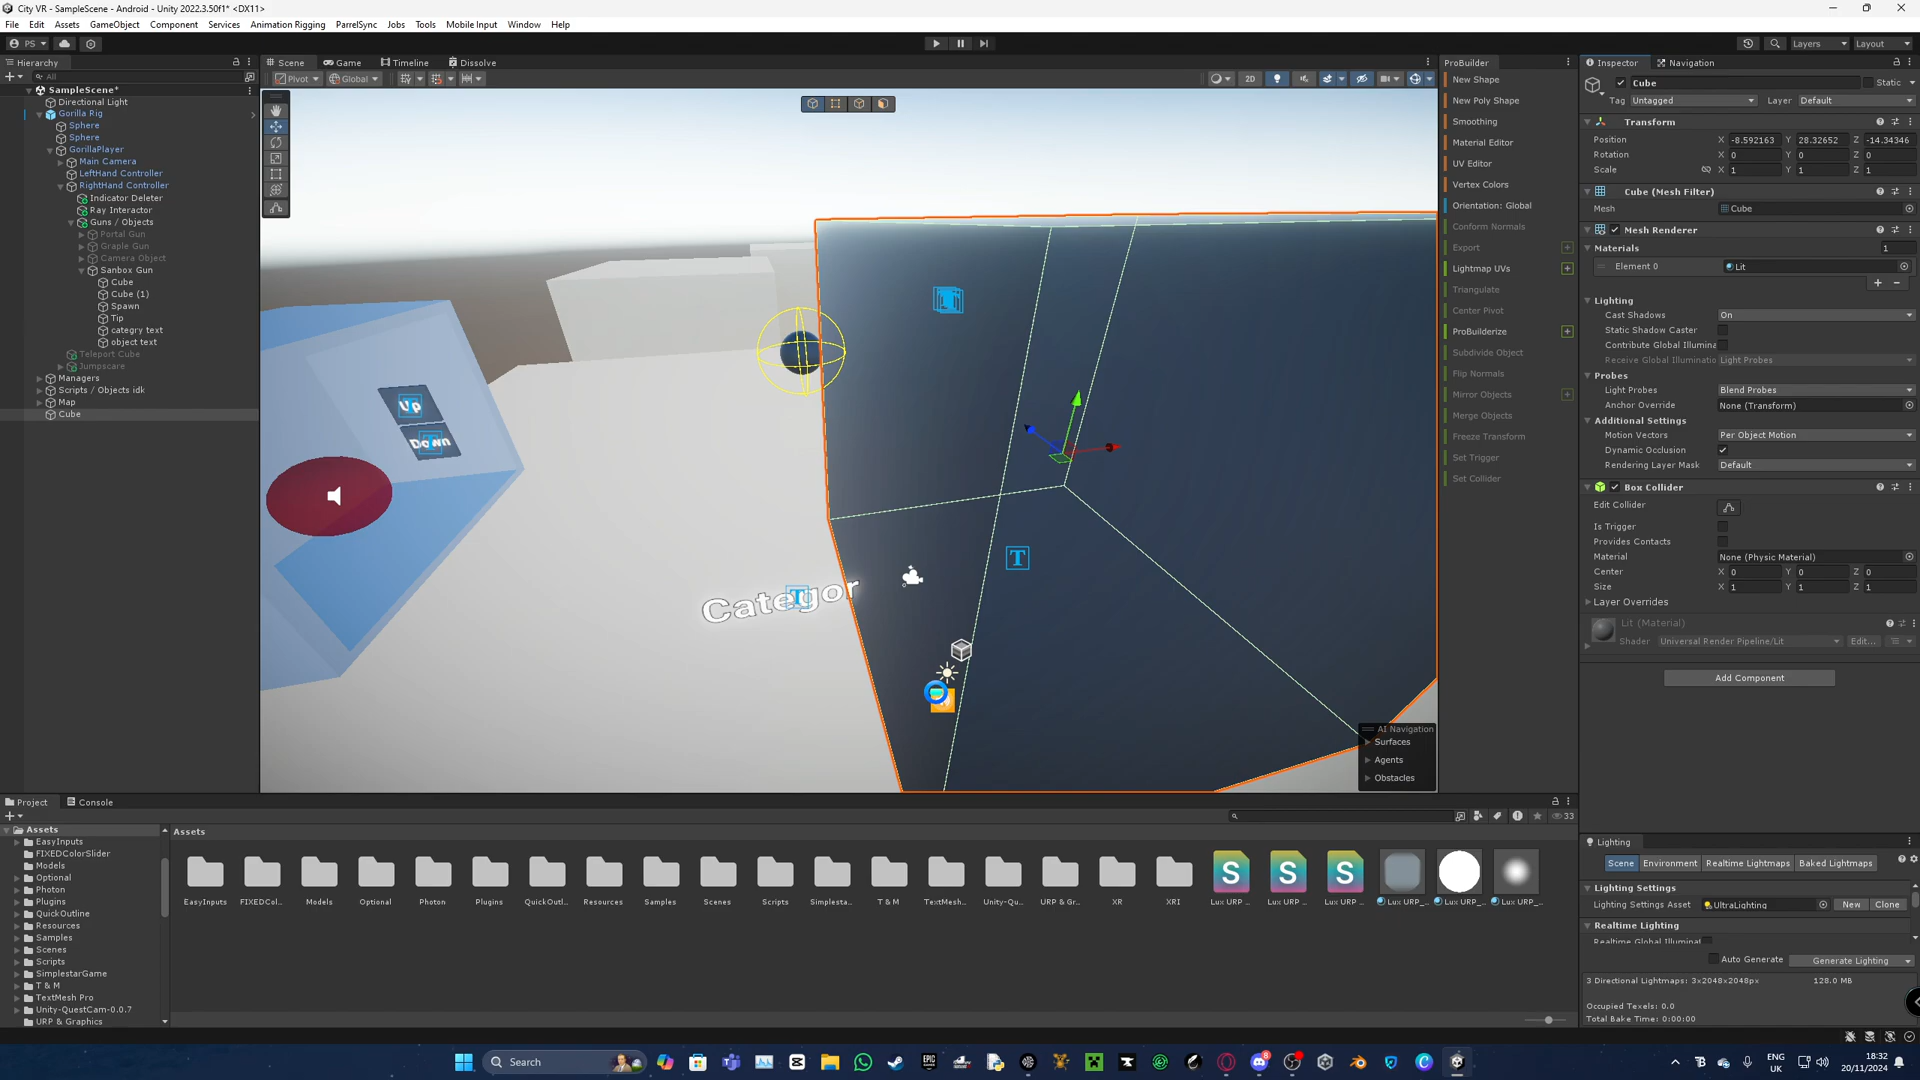 City VR - SampleScene - Android - Unity 2022.3.50f1* <DX11>
File Edit Assets GameObject Component Services Animation Rigging ParrelSync Jobs Tools Mobile Input Window Help
PS Layers Layout
Hierarchy
All
SampleScene*
Directional Light
Gorilla Rig
Sphere
Sphere
GorillaPlayer
Main Camera
LeftHand Controller
RightHand Controller
Indicator Deleter
Ray Interactor
Guns / Objects
Portal Gun
Graple Gun
Camera Object
Sanbox Gun
Cube
Cube (1)
Spawn
Tip
categry text
object text
Teleport Cube
Jumpscare
Managers
Scripts / Objects idk
Map
Cube
Scene Game Timeline Dissolve
Pivot Global 2D
Up
Down
Categor
AI Navigation
Surfaces
Agents
Obstacles
ProBuilder
New Shape
New Poly Shape
Smoothing
Material Editor
UV Editor
Vertex Colors
Orientation: Global
Conform Normals
Export
Lightmap UVs
Triangulate
Center Pivot
ProBuilderize
Subdivide Object
Flip Normals
Mirror Objects
Merge Objects
Freeze Transform
Set Trigger
Set Collider
Inspector Navigation
Cube Static
Tag Untagged Layer Default
Transform
Position X -8.592163 Y 28.32652 Z -14.34346
Rotation X 0 Y 0 Z 0
Scale X 1 Y 1 Z 1
Cube (Mesh Filter)
Mesh Cube
Mesh Renderer
Materials 1
Element 0 Lit
Lighting
Cast Shadows On
Static Shadow Caster
Contribute Global Illumina
Receive Global Illuminatio Light Probes
Probes
Light Probes Blend Probes
Anchor Override None (Transform)
Additional Settings
Motion Vectors Per Object Motion
Dynamic Occlusion
Rendering Layer Mask Default
Box Collider
Edit Collider
Is Trigger
Provides Contacts
Material None (Physic Material)
Center X 0 Y 0 Z 0
Size X 1 Y 1 Z 1
Layer Overrides
Lit (Material)
Shader Universal Render Pipeline/Lit Edit...
Add Component
Lighting
Scene Environment Realtime Lightmaps Baked Lightmaps
Lighting Settings
Lighting Settings Asset UltraLighting New Clone
Realtime Lighting
Realtime Global Illuminat
Auto Generate Generate Lighting
3 Directional Lightmaps: 3x2048x2048px 128.0 MB
Occupied Texels: 0.0
Total Bake Time: 0:00:00
Project Console
33
Assets
EasyInputs
FIXEDColorSlider
Models
Optional
Photon
Plugins
QuickOutline
Resources
Samples
Scenes
Scripts
SimplestarGame
T & M
TextMesh Pro
Unity-QuestCam-0.0.7
URP & Graphics
Assets
EasyInputs FIXEDCol... Models Optional Photon Plugins QuickOutl... Resources Samples Scenes Scripts Simplesta... T & M TextMesh... Unity-Qu... URP & Gr... XR XRI Lux URP ... Lux URP ... Lux URP ... Lux URP_... Lux URP_... Lux URP_...
Search
8
ENG
UK
18:32
20/11/2024